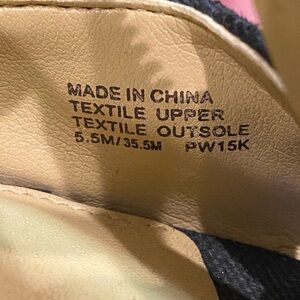 MADE IN CHINA
TEXTILE UPPER
TEXTILE OUTSOLE
5.5M/35.5M PW15K